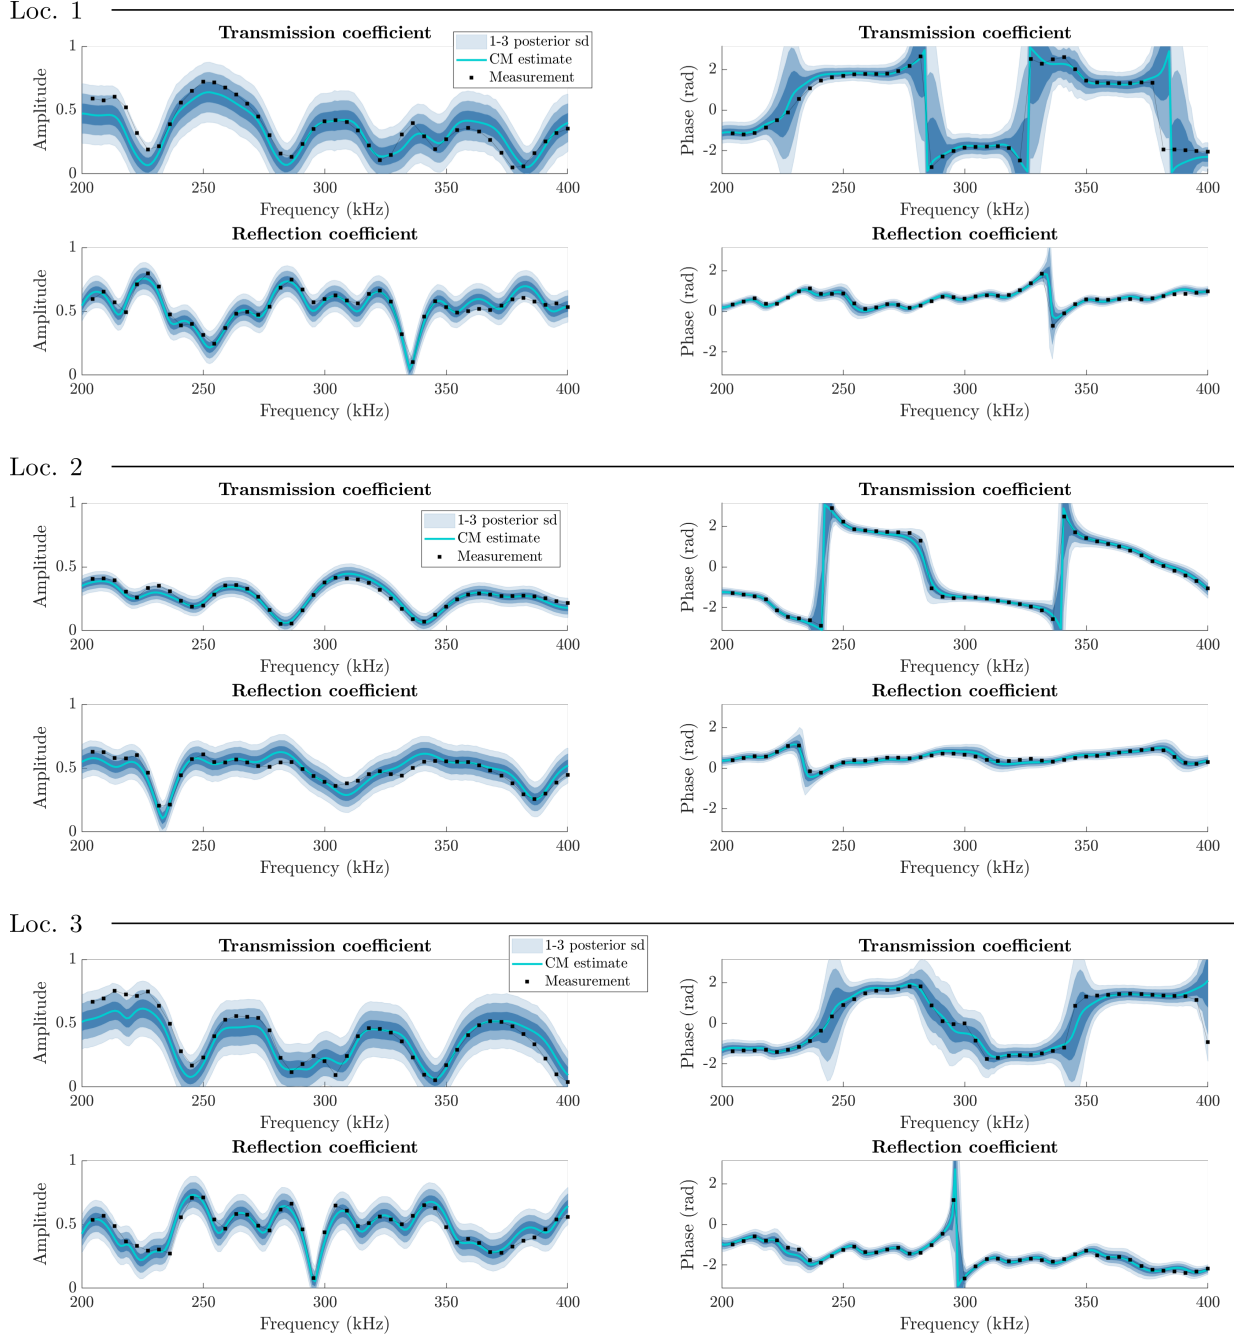 Loc. 1
Transmission coefficient
1-3 posterior sd
CM estimate
Measurement
Amplitude
1
0.5
0
200
250
300
350
400
Frequency (kHz)
Transmission coefficient
Phase (rad)
2
0
-2
200
250
300
350
400
Frequency (kHz)
Reflection coefficient
Amplitude
1
0.5
0
200
250
300
350
400
Frequency (kHz)
Reflection coefficient
Phase (rad)
2
0
-2
200
250
300
350
400
Frequency (kHz)
Loc. 2
Transmission coefficient
1-3 posterior sd
CM estimate
Measurement
Amplitude
1
0.5
0
200
250
300
350
400
Frequency (kHz)
Transmission coefficient
Phase (rad)
2
0
-2
200
250
300
350
400
Frequency (kHz)
Reflection coefficient
Amplitude
1
0.5
0
200
250
300
350
400
Frequency (kHz)
Reflection coefficient
Phase (rad)
2
0
-2
200
250
300
350
400
Frequency (kHz)
Loc. 3
Transmission coefficient
1-3 posterior sd
CM estimate
Measurement
Amplitude
1
0.5
0
200
250
300
350
400
Frequency (kHz)
Transmission coefficient
Phase (rad)
2
0
-2
200
250
300
350
400
Frequency (kHz)
Reflection coefficient
Amplitude
1
0.5
0
200
250
300
350
400
Frequency (kHz)
Reflection coefficient
Phase (rad)
2
0
-2
200
250
300
350
400
Frequency (kHz)